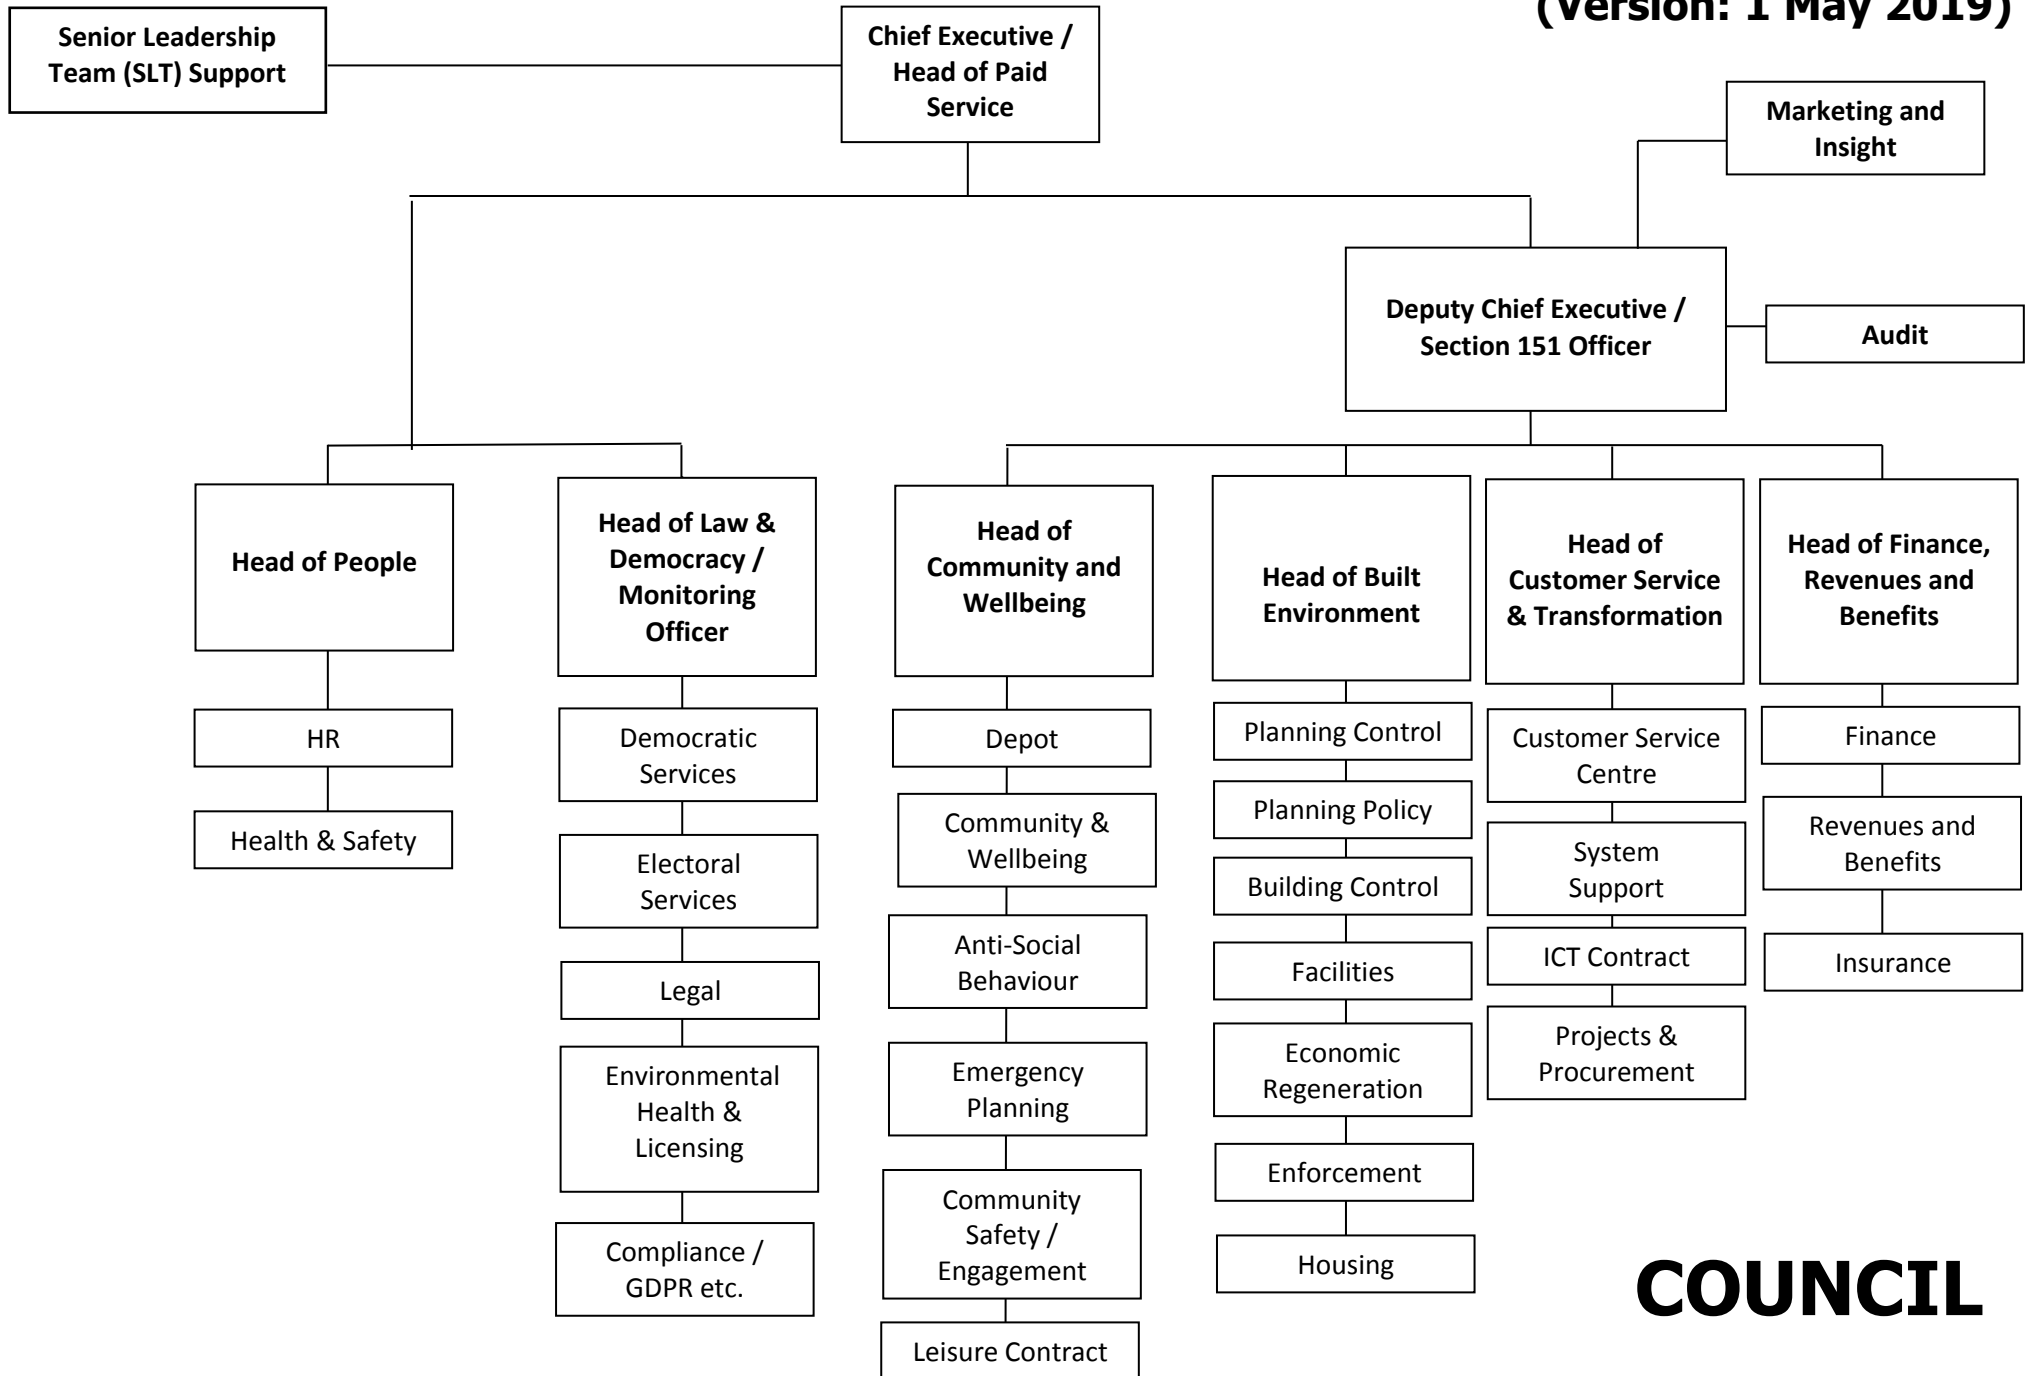 (Version: 1 May 2019)
Senior Leadership
Team (SLT) Support
Chief Executive /
Head of Paid
Service
Marketing and
Insight
Deputy Chief Executive /
Section 151 Officer
Audit
Head of People
HR
Health & Safety
Head of Law &
Democracy /
Monitoring
Officer
Democratic
Services
Electoral
Services
Legal
Environmental
Health &
Licensing
Compliance /
GDPR etc.
Head of
Community and
Wellbeing
Depot
Community &
Wellbeing
Anti-Social
Behaviour
Emergency
Planning
Community
Safety /
Engagement
Leisure Contract
Head of Built
Environment
Planning Control
Planning Policy
Building Control
Facilities
Economic
Regeneration
Enforcement
Housing
Head of
Customer Service
& Transformation
Customer Service
Centre
System
Support
ICT Contract
Projects &
Procurement
Head of Finance,
Revenues and
Benefits
Finance
Revenues and
Benefits
Insurance
COUNCIL